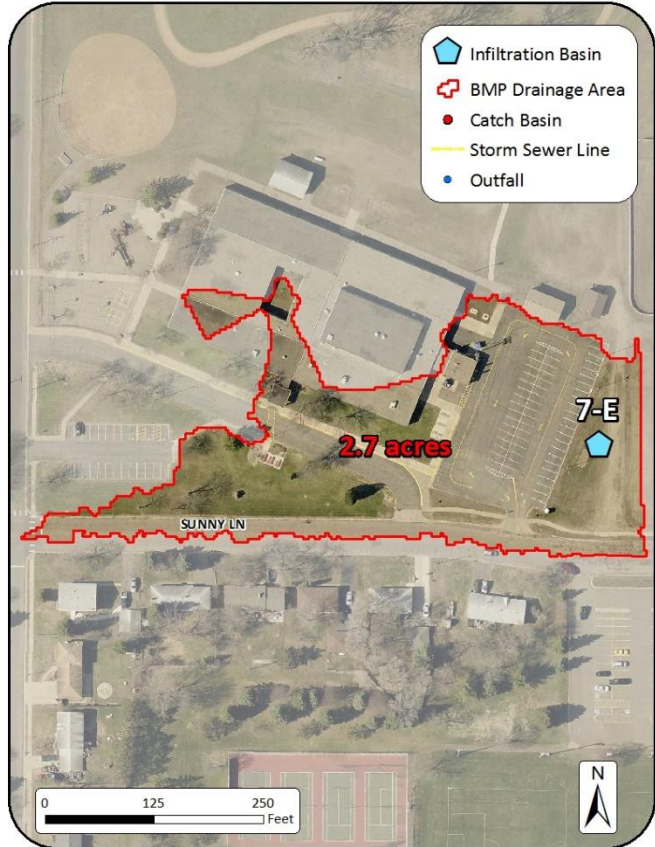 Infiltration Basin
BMP Drainage Area
Catch Basin
Storm Sewer Line
Outfall
7-E
2.7 acres
SUNNY LN
0 125 250
Feet
N